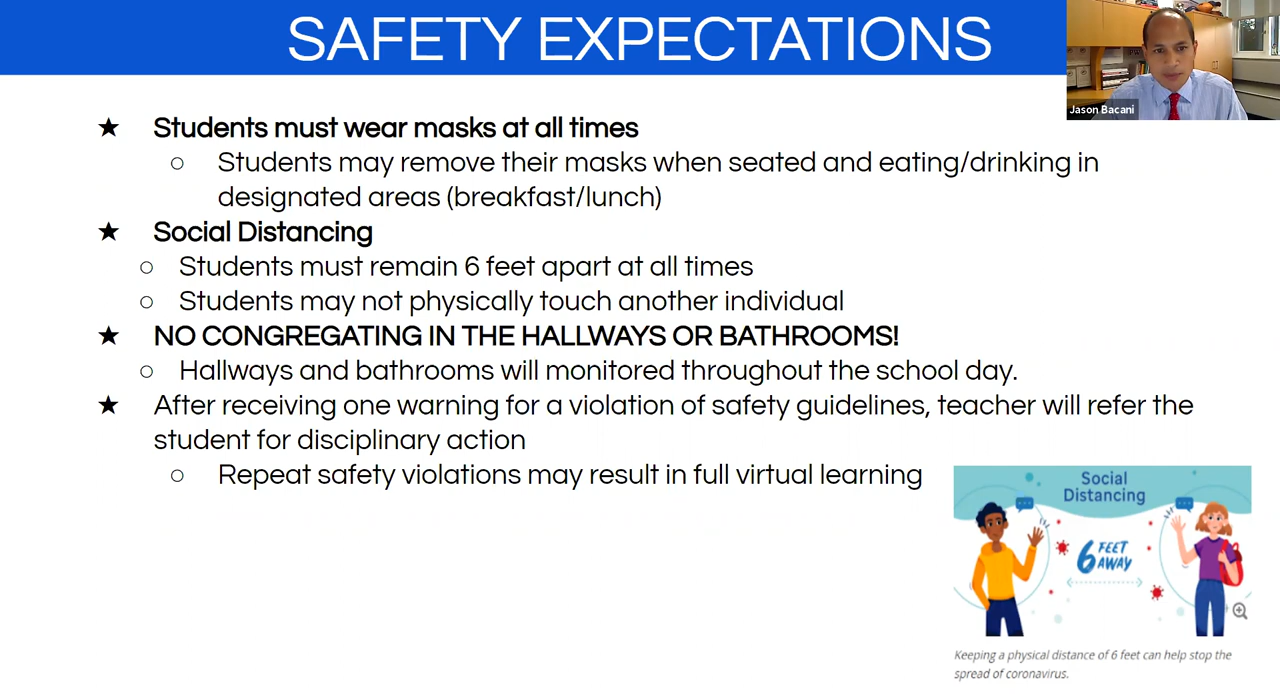 SAFETY EXPECTATIONS
Jason Bacani
★ Students must wear masks at all times
○ Students may remove their masks when seated and eating/drinking in
designated areas (breakfast/lunch)
★ Social Distancing
○ Students must remain 6 feet apart at all times
○ Students may not physically touch another individual
★ NO CONGREGATING IN THE HALLWAYS OR BATHROOMS!
○ Hallways and bathrooms will monitored throughout the school day.
★ After receiving one warning for a violation of safety guidelines, teacher will refer the
student for disciplinary action
○ Repeat safety violations may result in full virtual learning
Social
Distancing
6 FEET
AWAY
Keeping a physical distance of 6 feet can help stop the
spread of coronavirus.